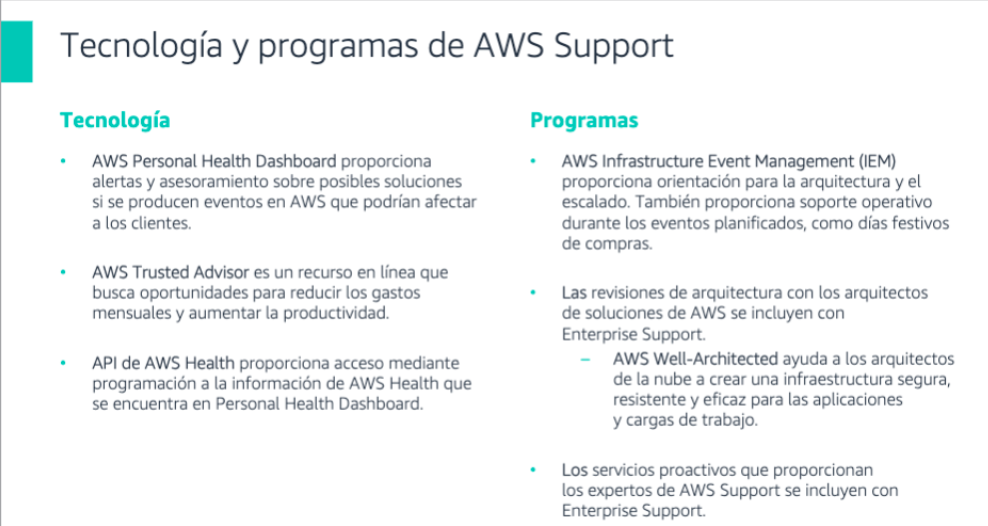 Tecnología y programas de AWS Support
Tecnología
• AWS Personal Health Dashboard proporciona
alertas y asesoramiento sobre posibles soluciones
si se producen eventos en AWS que podrían afectar
a los clientes.
• AWS Trusted Advisor es un recurso en línea que
busca oportunidades para reducir los gastos
mensuales y aumentar la productividad.
• API de AWS Health proporciona acceso mediante
programación a la información de AWS Health que
se encuentra en Personal Health Dashboard.
Programas
• AWS Infrastructure Event Management (IEM)
proporciona orientación para la arquitectura y el
escalado. También proporciona soporte operativo
durante los eventos planificados, como días festivos
de compras.
• Las revisiones de arquitectura con los arquitectos
de soluciones de AWS se incluyen con
Enterprise Support.
– AWS Well-Architected ayuda a los arquitectos
de la nube a crear una infraestructura segura,
resistente y eficaz para las aplicaciones
y cargas de trabajo.
• Los servicios proactivos que proporcionan
los expertos de AWS Support se incluyen con
Enterprise Support.